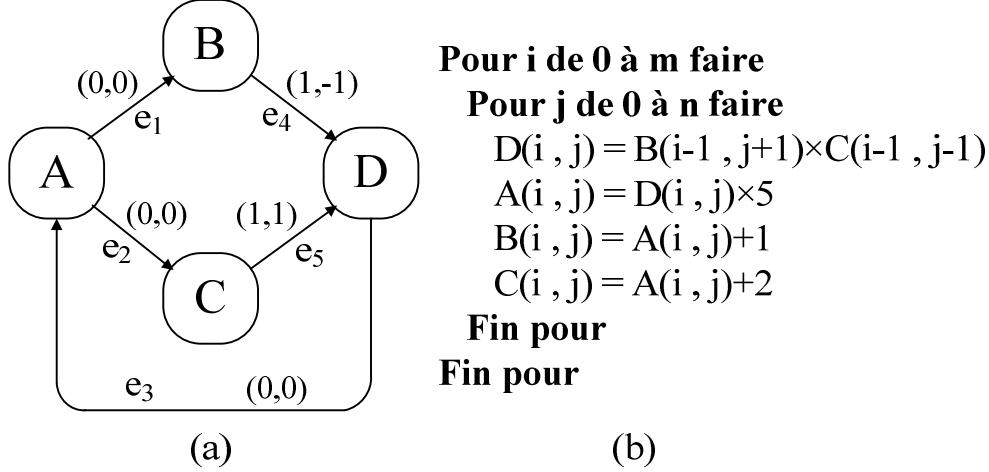 B
(0,0)
(1,-1)
e1
e4
A
D
(0,0)
(1,1)
e2
e5
C
e3
(0,0)
(a)
Pour i de 0 à m faire
Pour j de 0 à n faire
D(i , j) = B(i-1 , j+1)×C(i-1 , j-1)
A(i , j) = D(i , j)×5
B(i , j) = A(i , j)+1
C(i , j) = A(i , j)+2
Fin pour
Fin pour
(b)